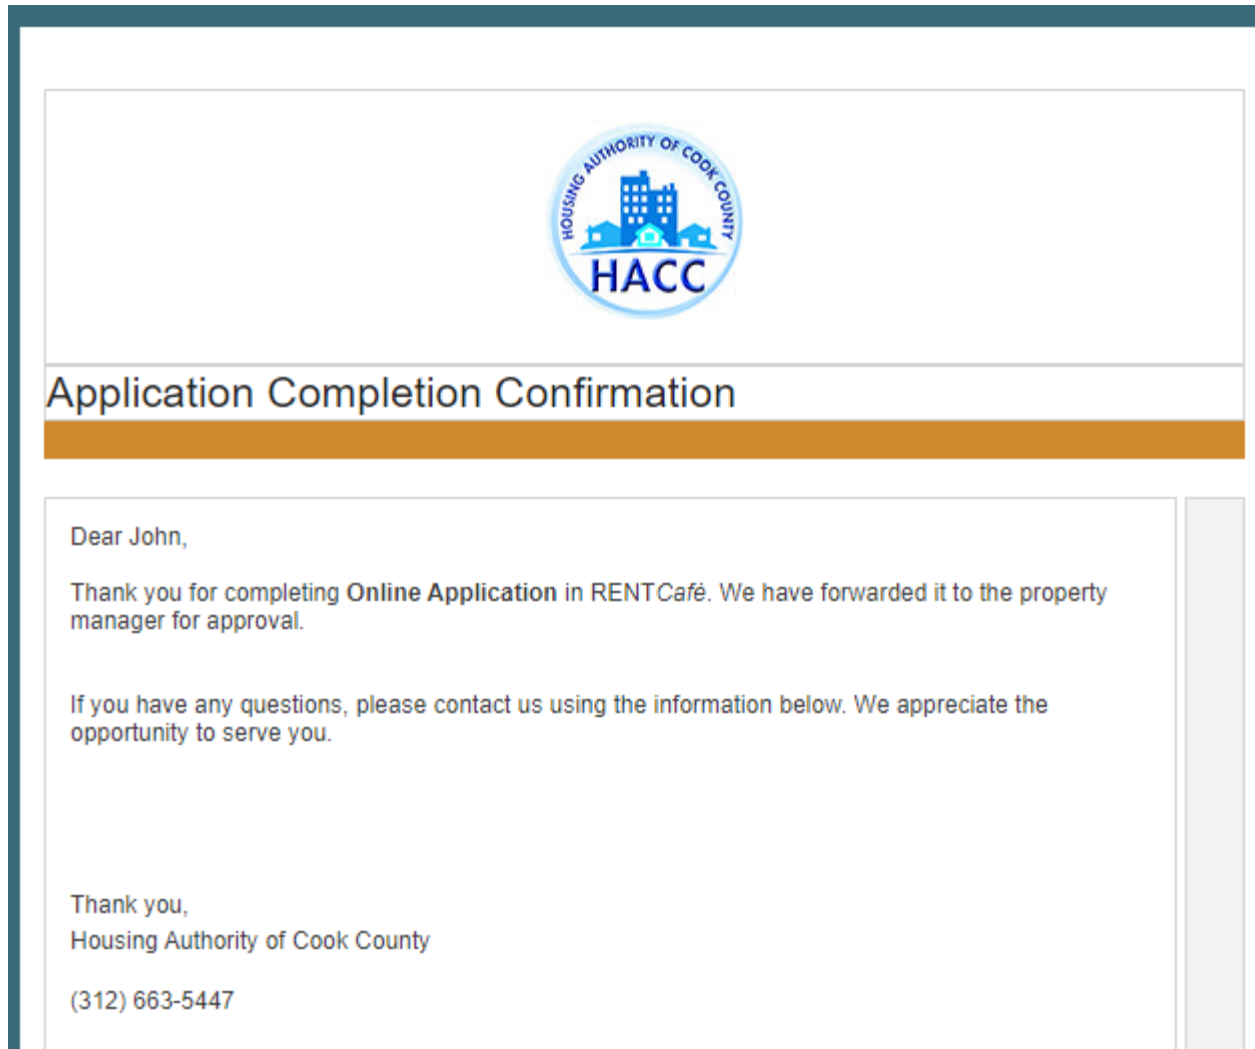 HOUSING AUTHORITY OF COOK COUNTY
HACC
Application Completion Confirmation
Dear John,
Thank you for completing Online Application in RENTCafé. We have forwarded it to the property
manager for approval.
If you have any questions, please contact us using the information below. We appreciate the
opportunity to serve you.
Thank you,
Housing Authority of Cook County
(312) 663-5447